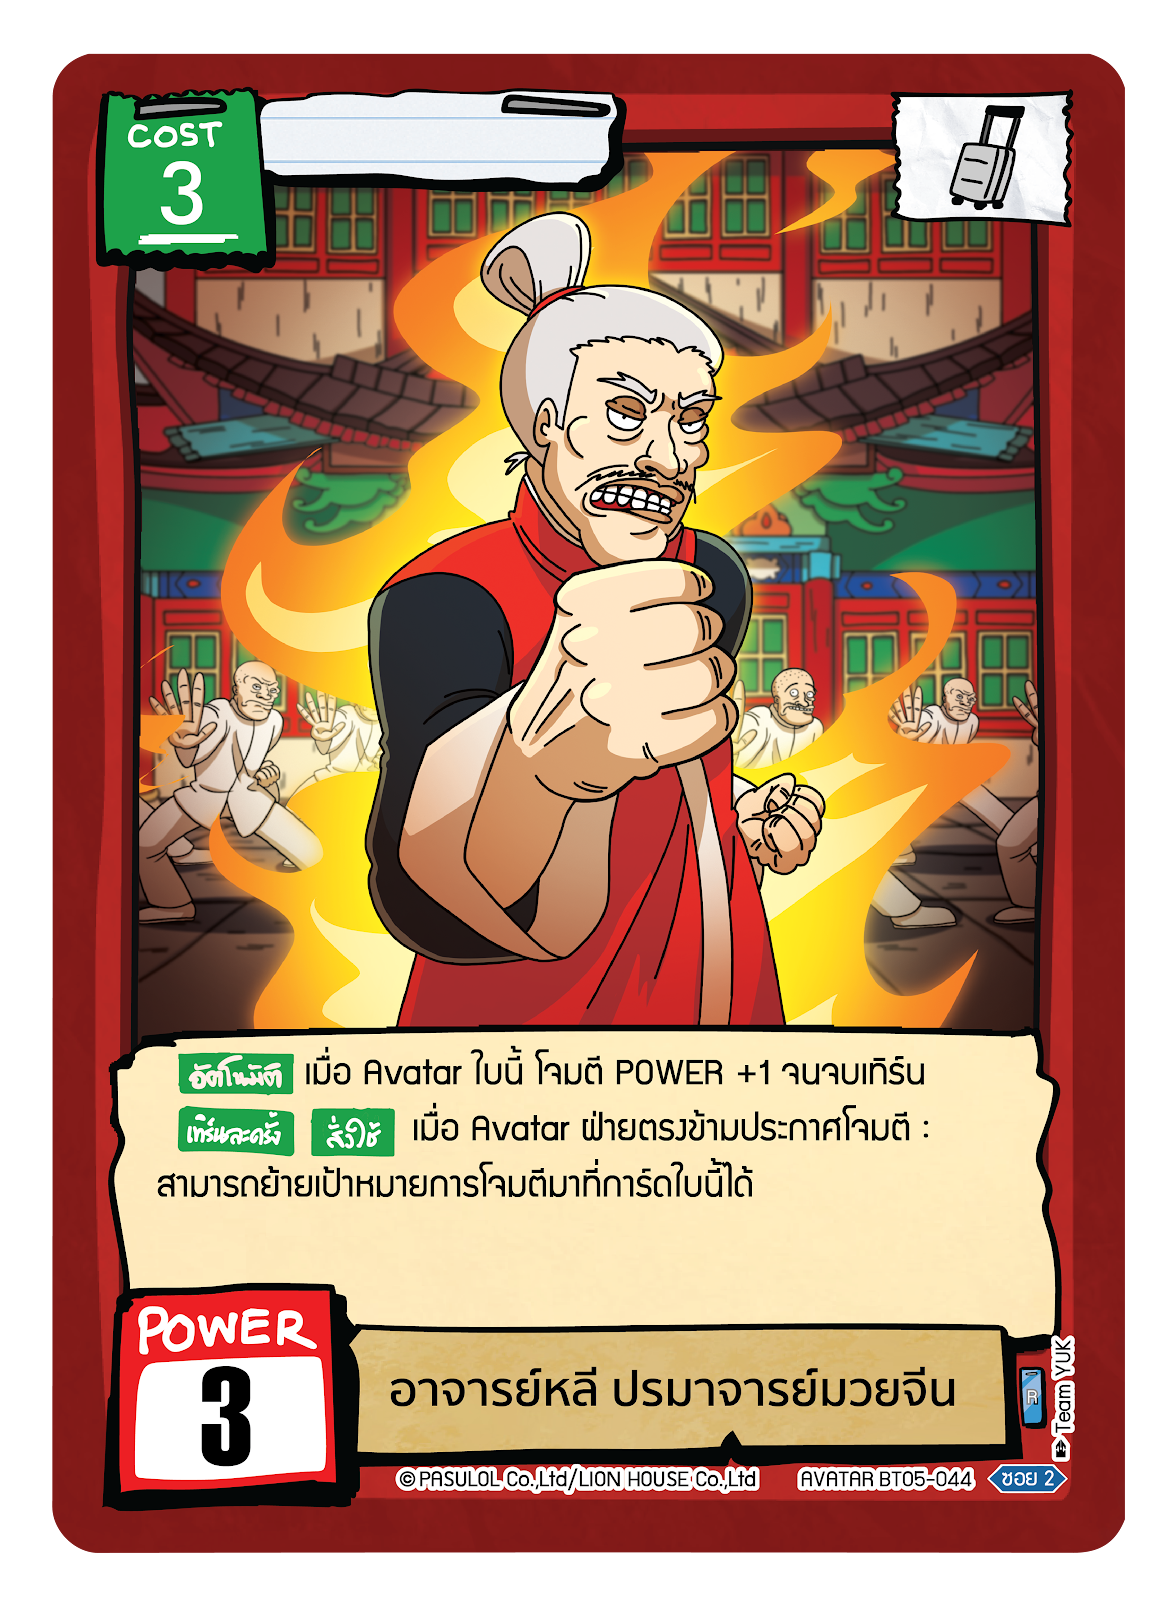 COST
3
อัตโนมัติ เมื่อ Avatar ใบนี้ โจมตี POWER +1 จนจบเทิร์น
เทิร์นละครั้ง สั่งใช้ เมื่อ Avatar ฝ่ายตรงข้ามประกาศโจมตี :
สามารถย้ายเป้าหมายการโจมตีมาที่การ์ดใบนี้ได้
POWER
3
อาจารย์หลี ปรมาจารย์มวยจีน
R
Team YUK
© PASULOL Co.,Ltd/LION HOUSE Co.,Ltd
AVATAR BT05-044
ซอย 2